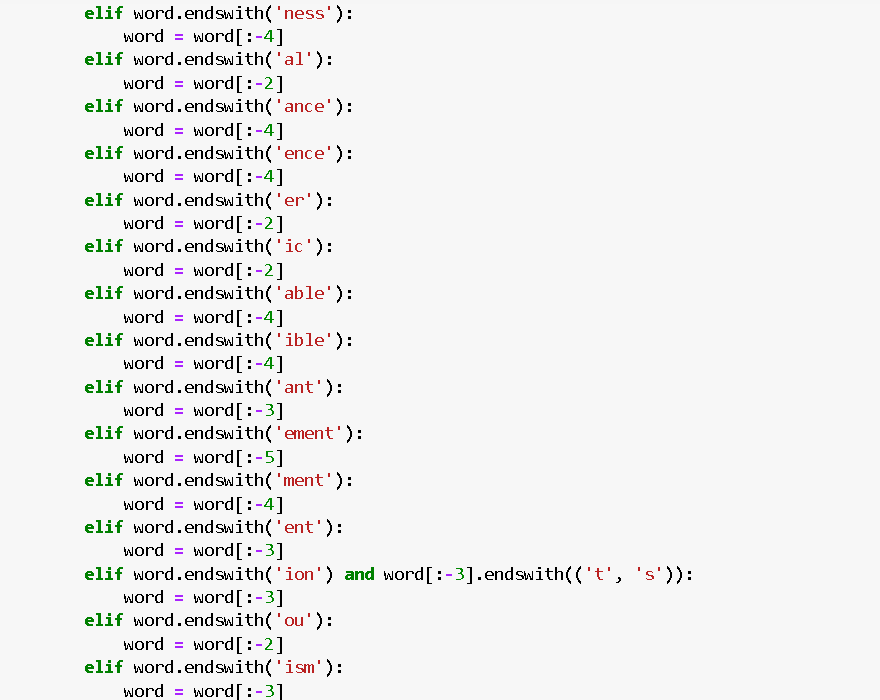 elif word.endswith('ness'):
word = word[:-4]
elif word.endswith('al'):
word = word[:-2]
elif word.endswith('ance'):
word = word[:-4]
elif word.endswith('ence'):
word = word[:-4]
elif word.endswith('er'):
word = word[:-2]
elif word.endswith('ic'):
word = word[:-2]
elif word.endswith('able'):
word = word[:-4]
elif word.endswith('ible'):
word = word[:-4]
elif word.endswith('ant'):
word = word[:-3]
elif word.endswith('ement'):
word = word[:-5]
elif word.endswith('ment'):
word = word[:-4]
elif word.endswith('ent'):
word = word[:-3]
elif word.endswith('ion') and word[:-3].endswith(('t', 's')):
word = word[:-3]
elif word.endswith('ou'):
word = word[:-2]
elif word.endswith('ism'):
word = word[:-3]